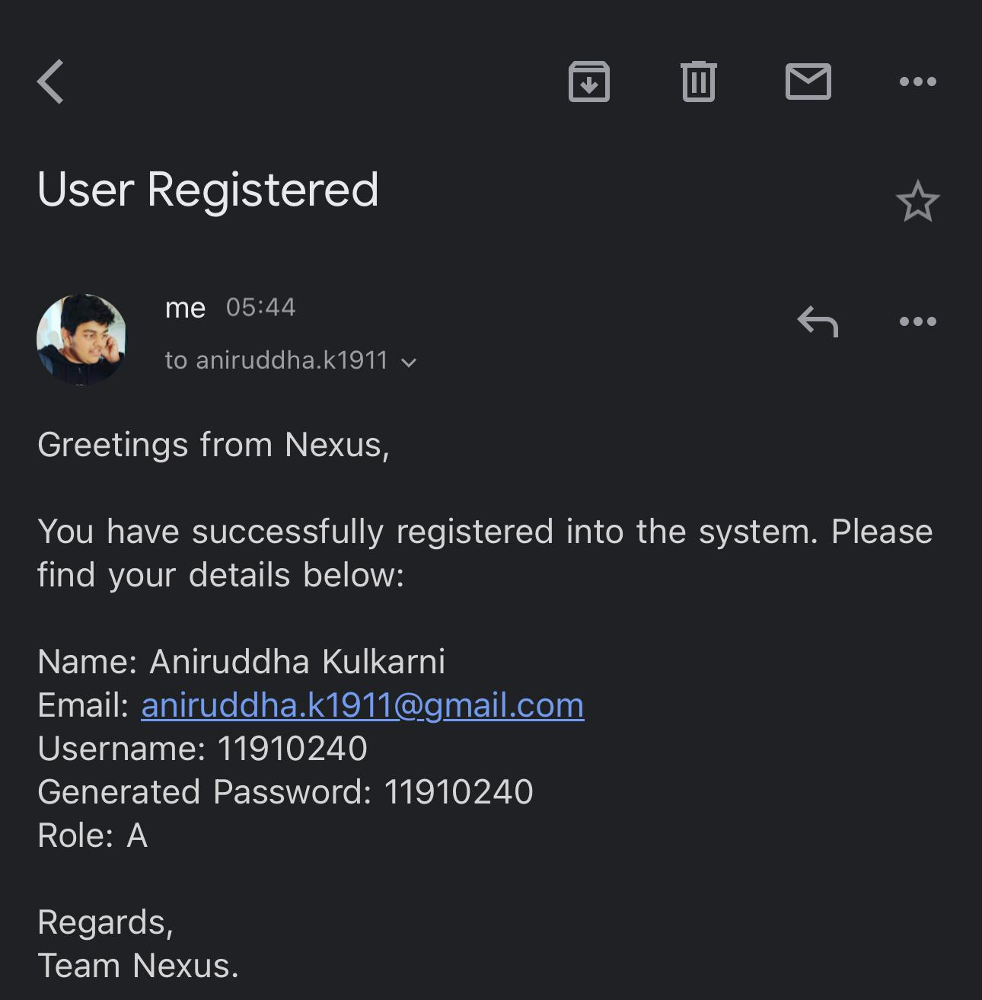 User Registered
me 05:44
to aniruddha.k1911
Greetings from Nexus,
You have successfully registered into the system. Please
find your details below:
Name: Aniruddha Kulkarni
Email: aniruddha.k1911@gmail.com
Username: 11910240
Generated Password: 11910240
Role: A
Regards,
Team Nexus.